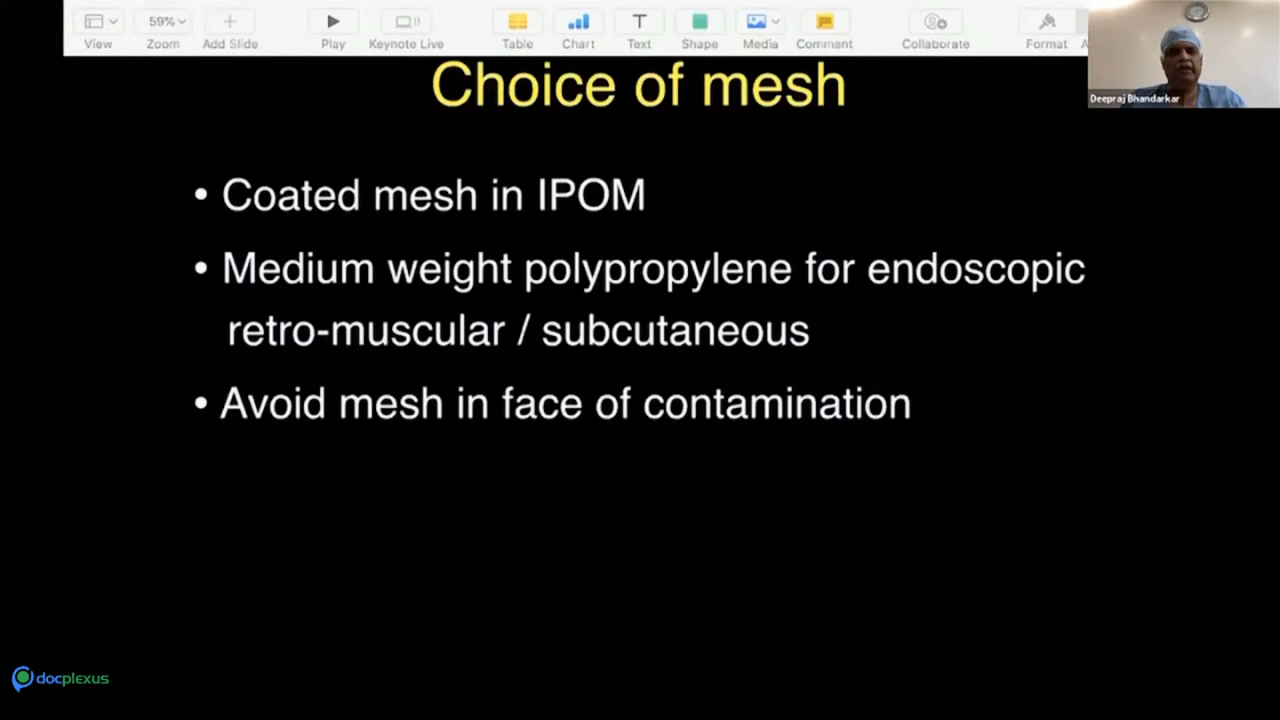 59%
View
Zoom
Add Slide
Play
Keynote Live
Table
Chart
Text
Shape
Media
Comment
Collaborate
Format
Deepraj Bhandarkar
Choice of mesh
• Coated mesh in IPOM
• Medium weight polypropylene for endoscopic
retro-muscular / subcutaneous
• Avoid mesh in face of contamination
docplexus